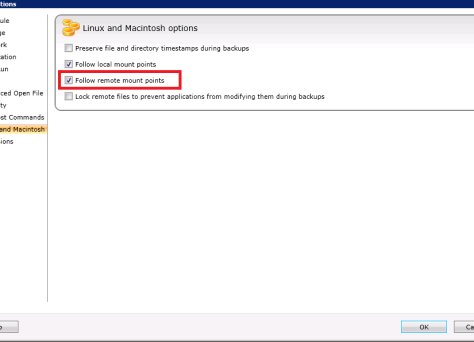 tions
ule
ge
rk
ation
un
ced Open File
ty
st Commands
and Macintosh
ions
Linux and Macintosh options
Preserve file and directory timestamps during backups
Follow local mount points
Follow remote mount points
Lock remote files to prevent applications from modifying them during backups
OK
Ca